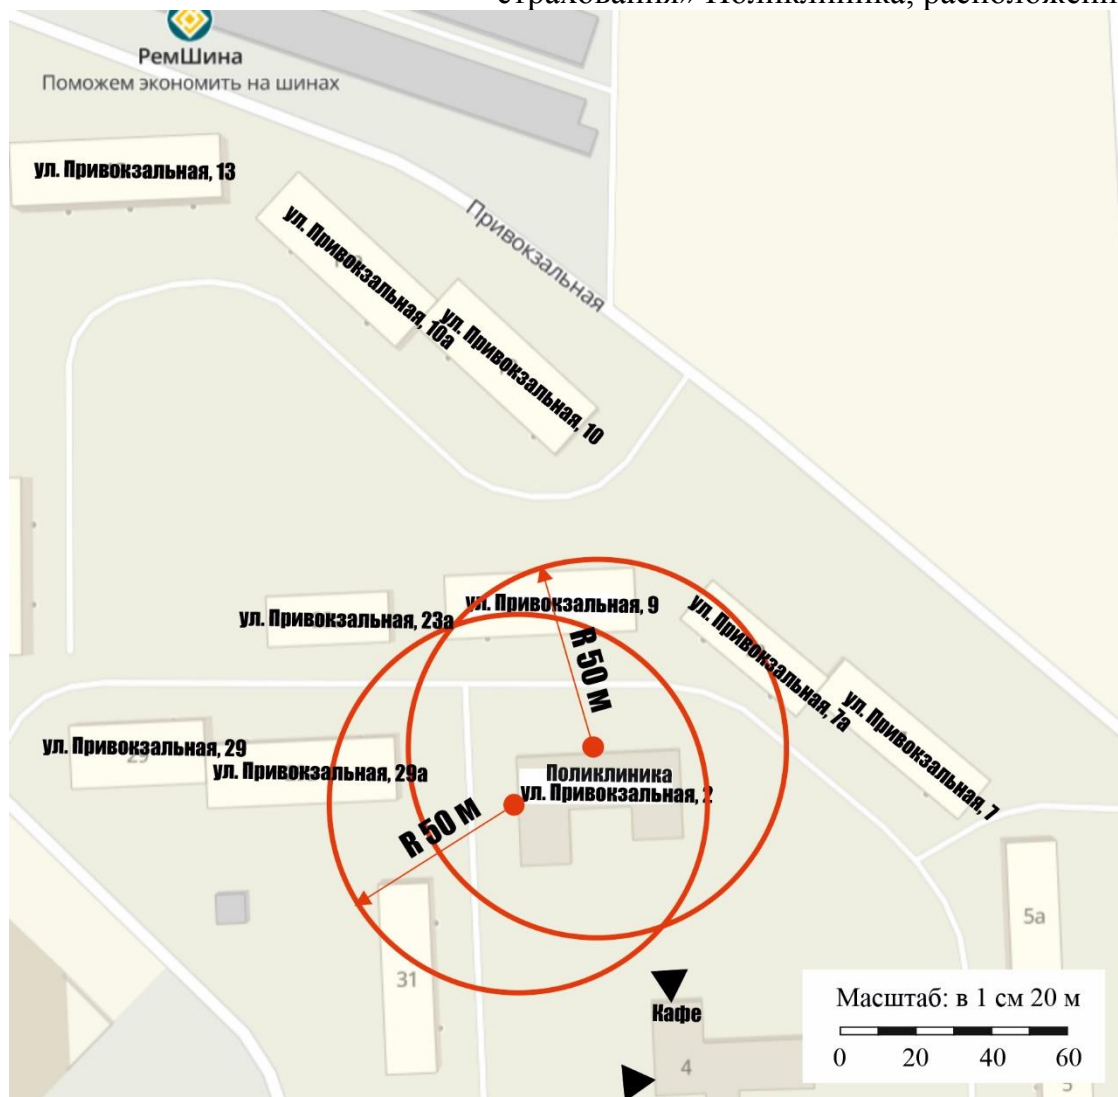 РемШина
Поможем экономить на шинах
ул. Привокзальная, 13
Привокзальная
ул. Привокзальная, 10а
ул. Привокзальная, 10
ул. Привокзальная, 9
ул. Привокзальная, 23а
ул. Привокзальная, 7а
R 50 м
ул. Привокзальная, 7
ул. Привокзальная, 29
29
ул. Привокзальная, 29а
Поликлиника
ул. Привокзальная, 2
R 50 м
31
5а
Кафе
4
Масштаб: в 1 см 20 м
0 20 40 60
5